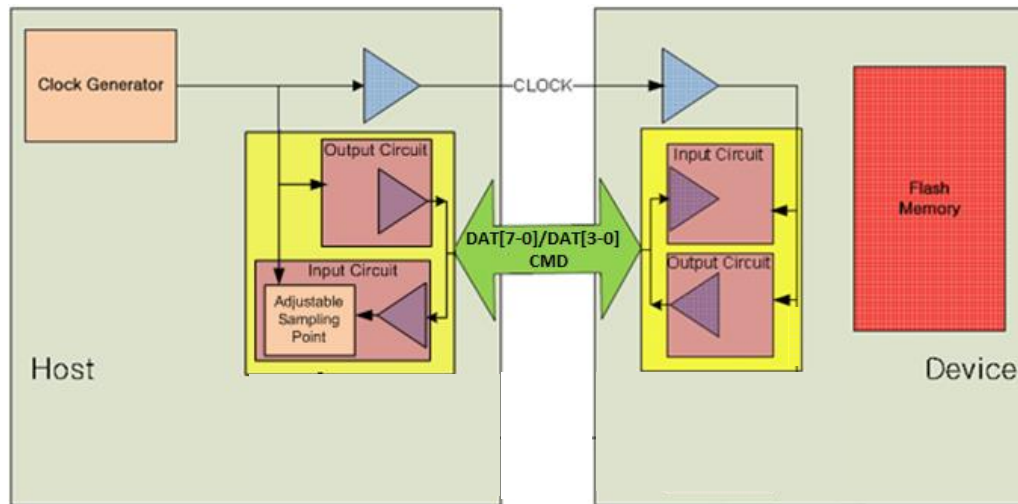 Clock Generator
CLOCK
Output Circuit
Input Circuit
Adjustable
Sampling
Point
Host
DAT[7-0]/DAT[3-0]
CMD
Input Circuit
Output Circuit
Flash
Memory
Device